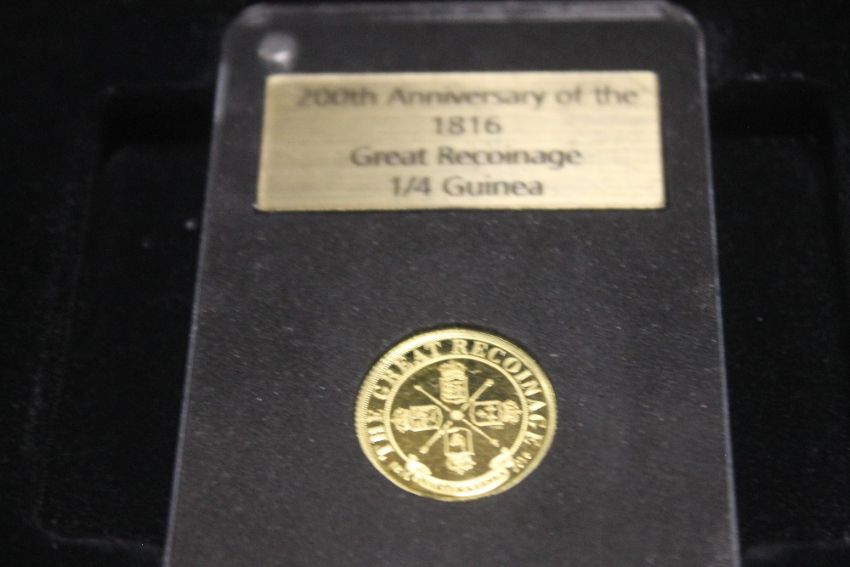 200th Anniversary of the
1816
Great Recoinage
1/4 Guinea
THE GREAT RECOINAGE